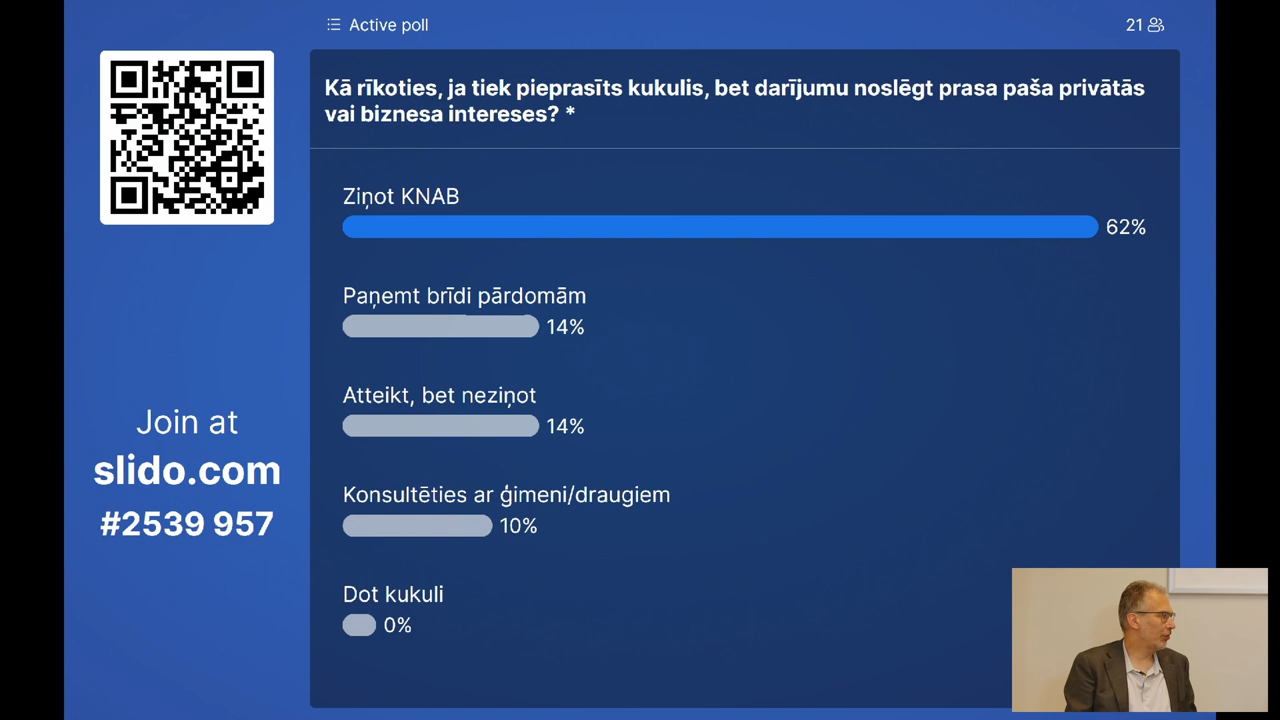 Active poll
21
Kā rīkoties, ja tiek pieprasīts kukulis, bet darījumu noslēgt prasa paša privātās
vai biznesa intereses? *
Ziņot KNAB
62%
Paņemt brīdi pārdomām
14%
Atteikt, bet neziņot
14%
Konsultēties ar ģimeni/draugiem
10%
Dot kukuli
0%
Join at
slido.com
#2539 957